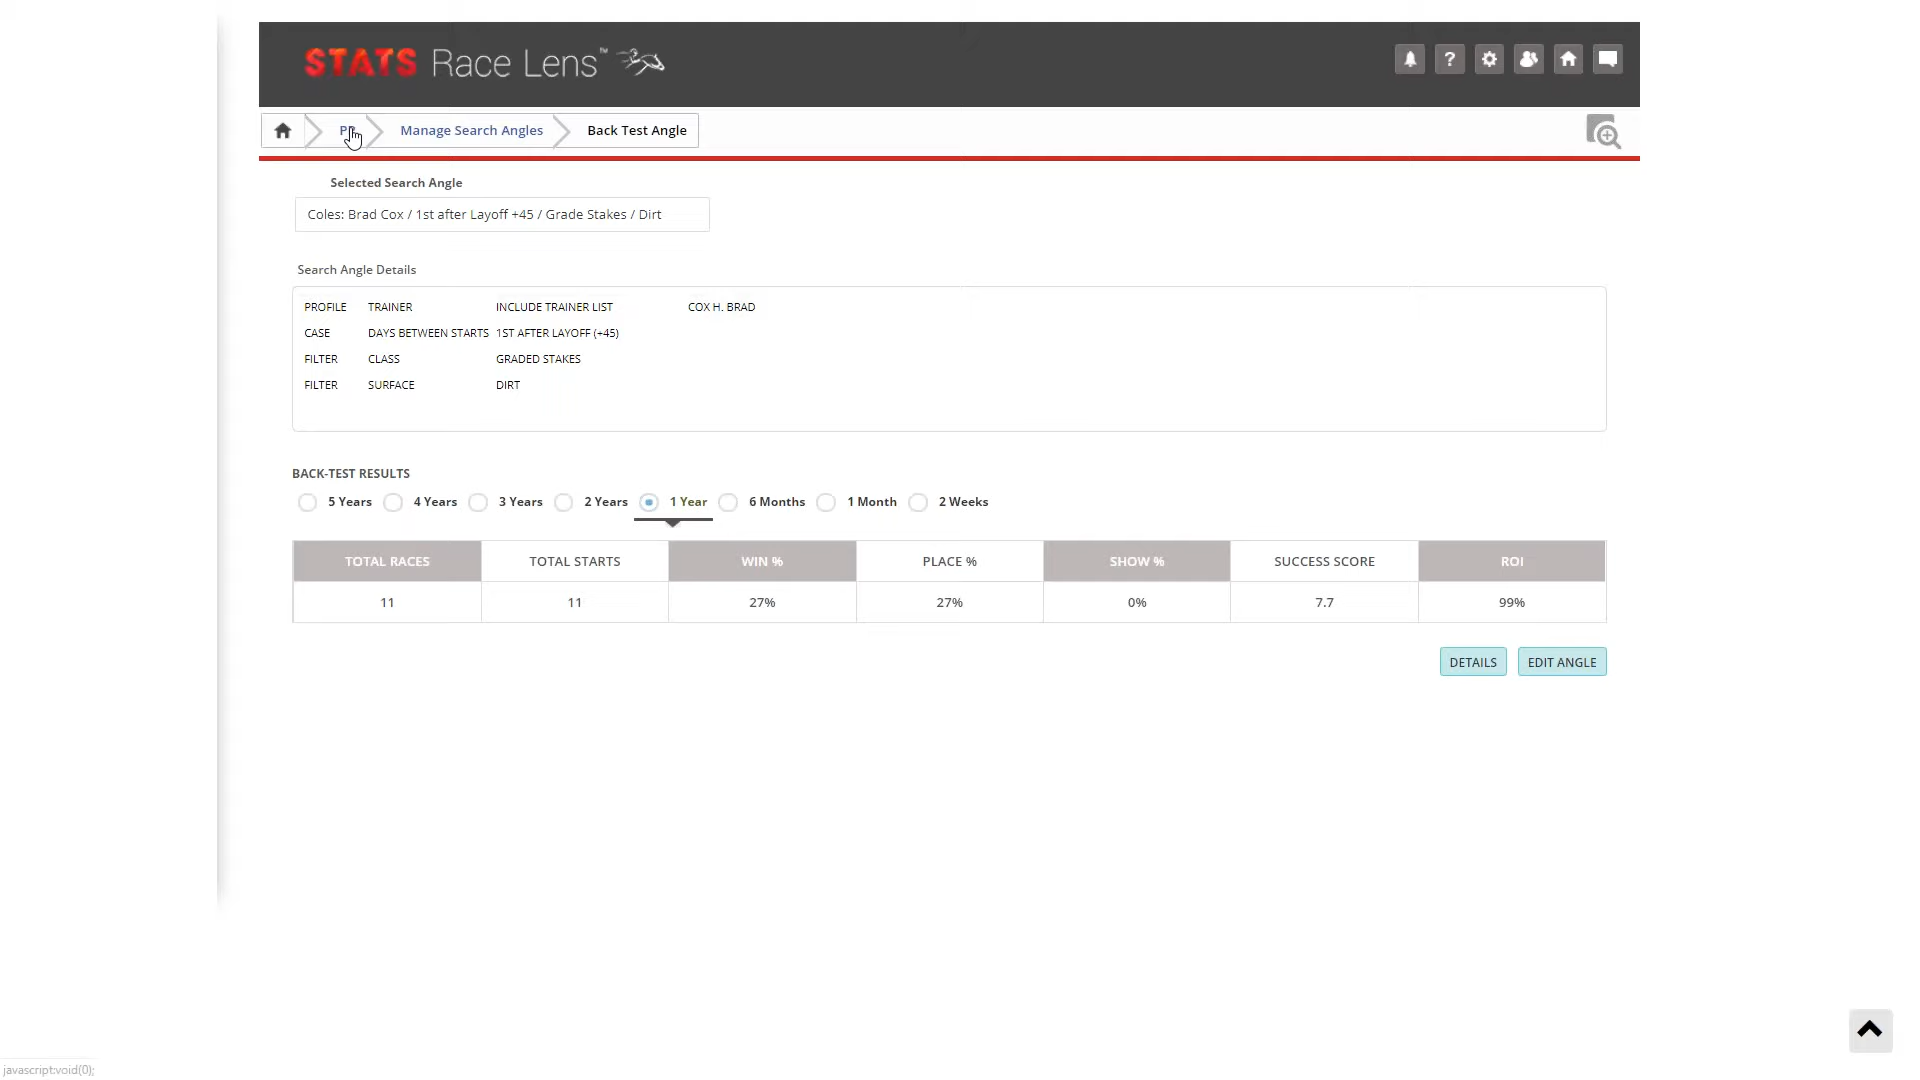 STATS Race Lens™
?
Manage Search Angles
Back Test Angle
Selected Search Angle
Coles: Brad Cox / 1st after Layoff +45 / Grade Stakes / Dirt
Search Angle Details
PROFILE TRAINER INCLUDE TRAINER LIST COX H. BRAD
CASE DAYS BETWEEN STARTS 1ST AFTER LAYOFF (+45)
FILTER CLASS GRADED STAKES
FILTER SURFACE DIRT
BACK-TEST RESULTS
5 Years 4 Years 3 Years 2 Years 1 Year 6 Months 1 Month 2 Weeks
TOTAL RACES TOTAL STARTS WIN % PLACE % SHOW % SUCCESS SCORE ROI
11 11 27% 27% 0% 7.7 99%
DETAILS EDIT ANGLE
javascript:void(0);